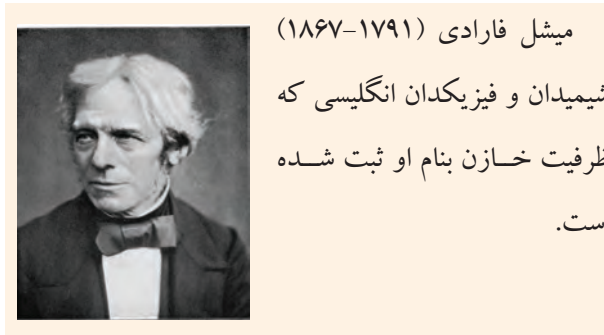 میشل فارادی (۱۷۹۱-۱۸۶۷)
شیمیدان و فیزیکدان انگلیسی که
ظرفیت خازن بنام او ثبت شده
است.